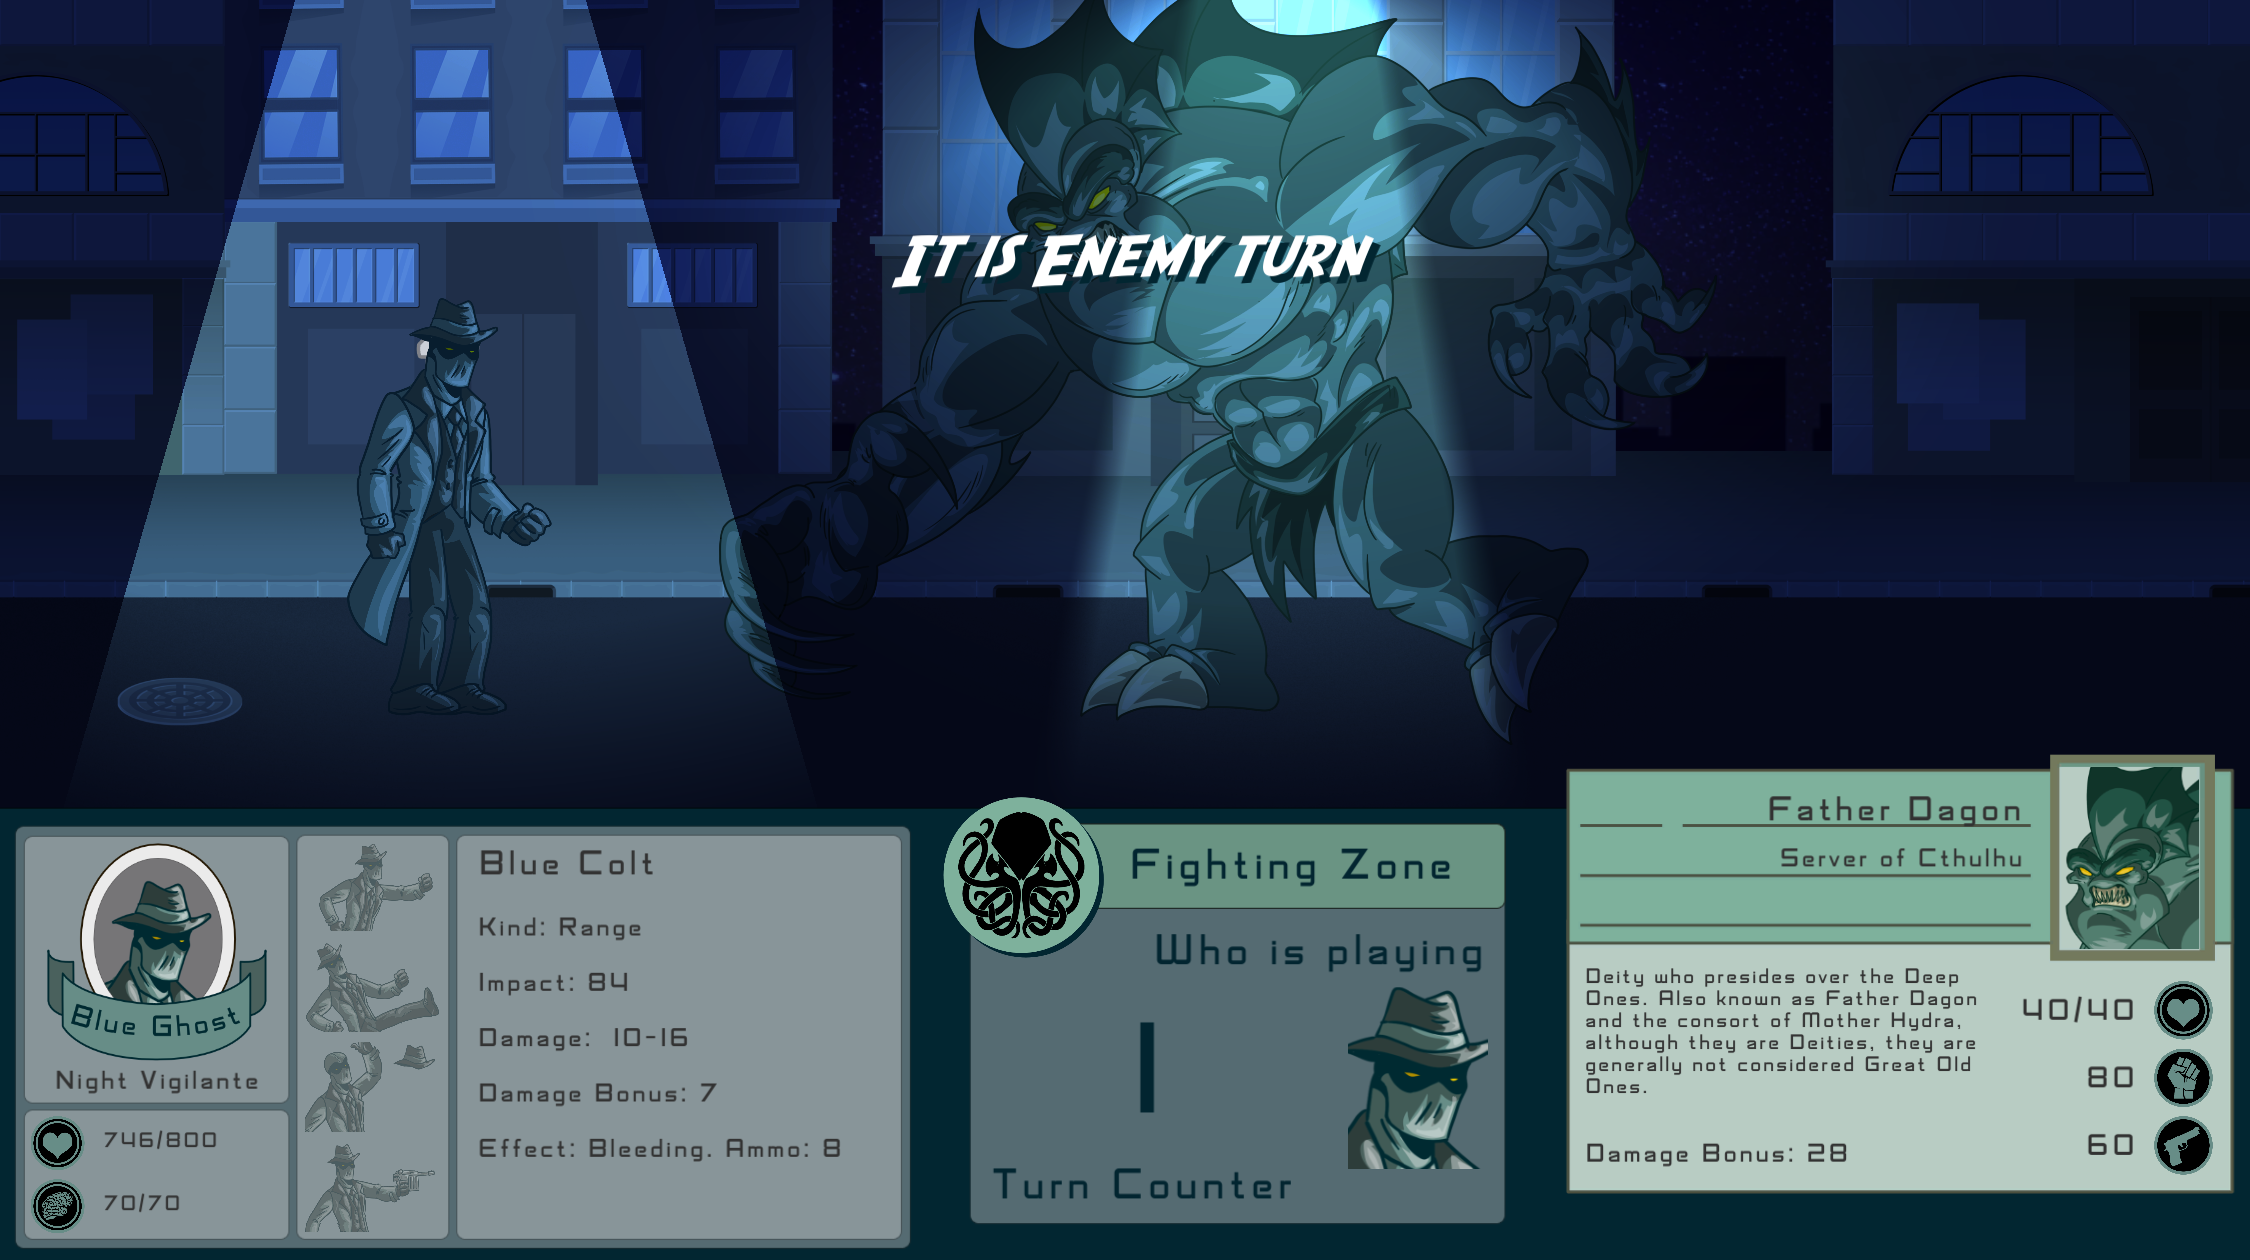 It is Enemy turn
Blue Ghost
Night Vigilante
746/800
70/70
Blue Colt
Kind: Range
Impact: 84
Damage: 10-16
Damage Bonus: 7
Effect: Bleeding. Ammo: 8
Fighting Zone
Who is playing
1
Turn Counter
Father Dagon
Server of Cthulhu
Deity who presides over the Deep
Ones. Also known as Father Dagon
and the consort of Mother Hydra,
although they are Deities, they are
generally not considered Great Old
Ones.
Damage Bonus: 28
40/40
80
60